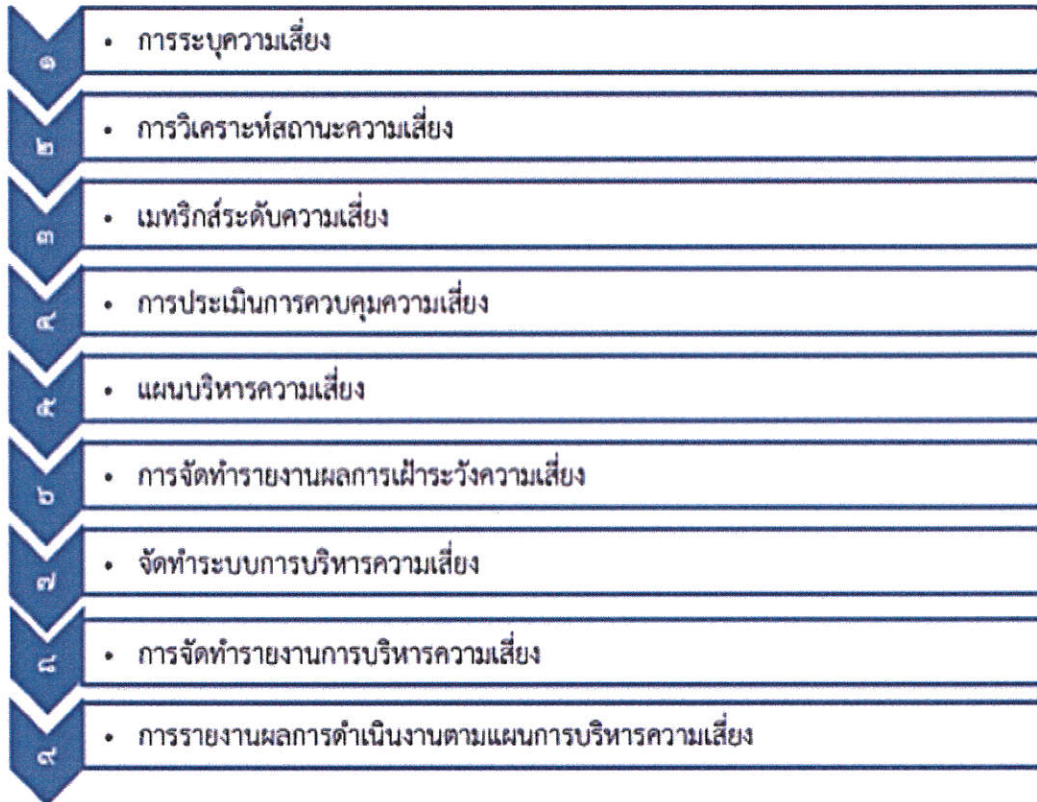 ๑ • การระบุความเสี่ยง
๒ • การวิเคราะห์สถานะความเสี่ยง
๓ • เมทริกส์ระดับความเสี่ยง
๔ • การประเมินการควบคุมความเสี่ยง
๕ • แผนบริหารความเสี่ยง
๖ • การจัดทำรายงานผลการเฝ้าระวังความเสี่ยง
๗ • จัดทำระบบการบริหารความเสี่ยง
๘ • การจัดทำรายงานการบริหารความเสี่ยง
๙ • การรายงานผลการดำเนินงานตามแผนการบริหารความเสี่ยง